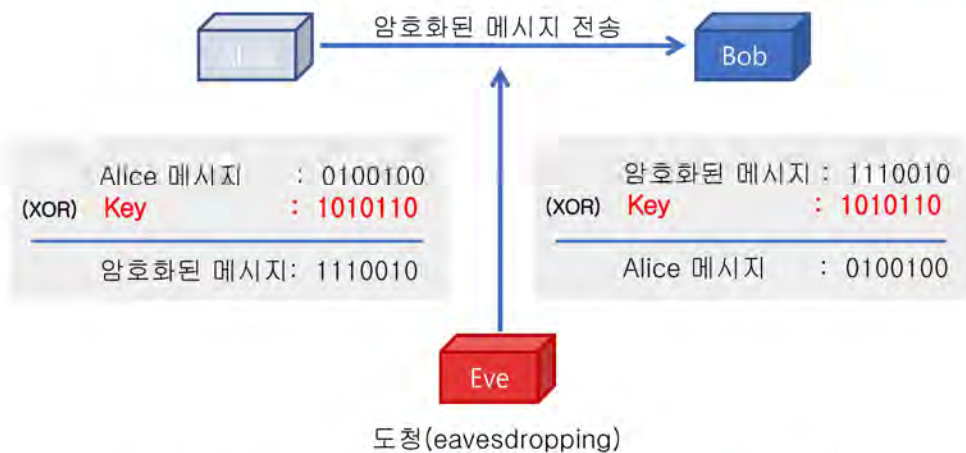 암호화된 메시지 전송
Bob
Alice 메시지 : 0100100
(XOR) Key : 1010110
암호화된 메시지: 1110010
암호화된 메시지 : 1110010
(XOR) Key : 1010110
Alice 메시지 : 0100100
Eve
도청(eavesdropping)